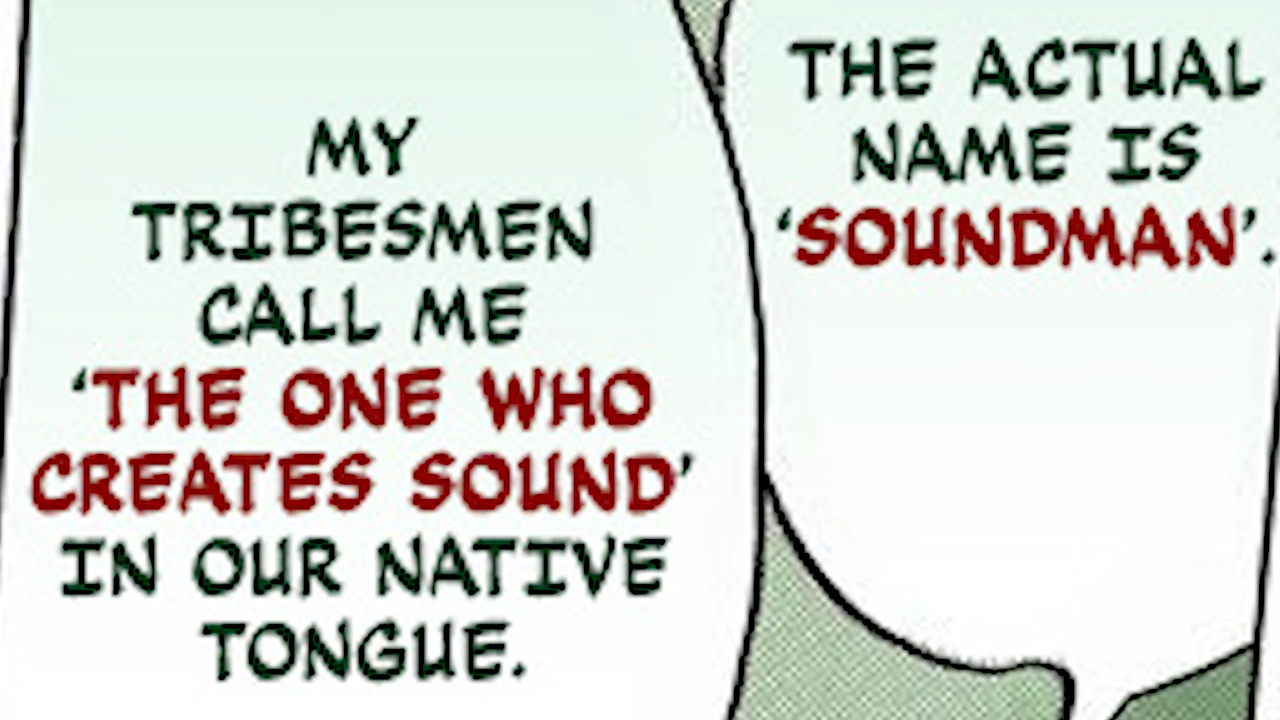 THE ACTUAL
NAME IS
‘SOUNDMAN’.
MY
TRIBESMEN
CALL ME
‘THE ONE WHO
CREATES SOUND’
IN OUR NATIVE
TONGUE.